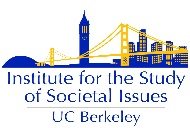 Institute for the Study
of Societal Issues
UC Berkeley